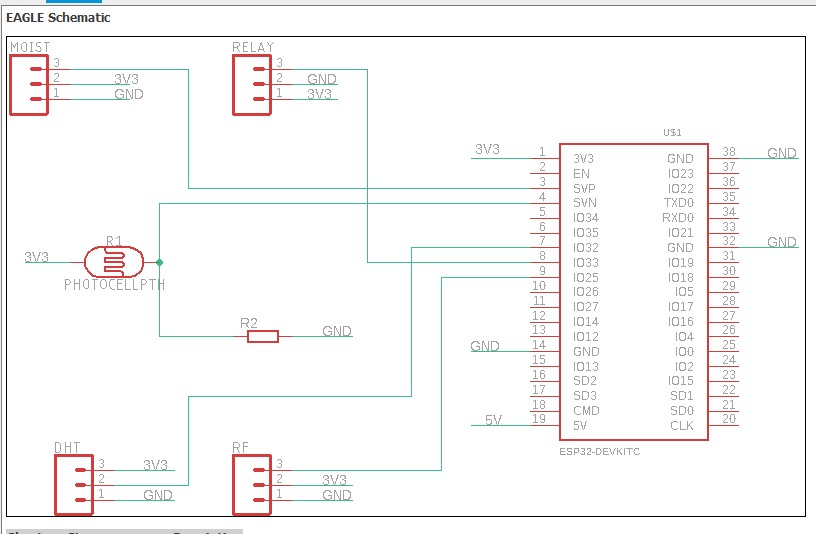 EAGLE Schematic
MOIST
3
2 3V3
1 GND
RELAY
3
2 GND
1 3V3
U$1
3V3 1 3V3 GND 38 GND
2 EN IO23 37
3 SVP IO22 36
4 SVN TXD0 35
5 IO34 RXD0 34
6 IO35 IO21 33
7 IO32 GND 32 GND
8 IO33 IO19 31
9 IO25 IO18 30
10 IO26 IO5 29
11 IO27 IO17 28
12 IO14 IO16 27
13 IO12 IO4 26
GND 14 GND IO0 25
15 IO13 IO2 24
16 SD2 IO15 23
17 SD3 SD1 22
18 CMD SD0 21
5V 19 5V CLK 20
ESP32-DEVKITC
R1
3V3
PHOTOCELLPTH
R2
GND
DHT
3 3V3
2
1 GND
RF
3
2 3V3
1 GND